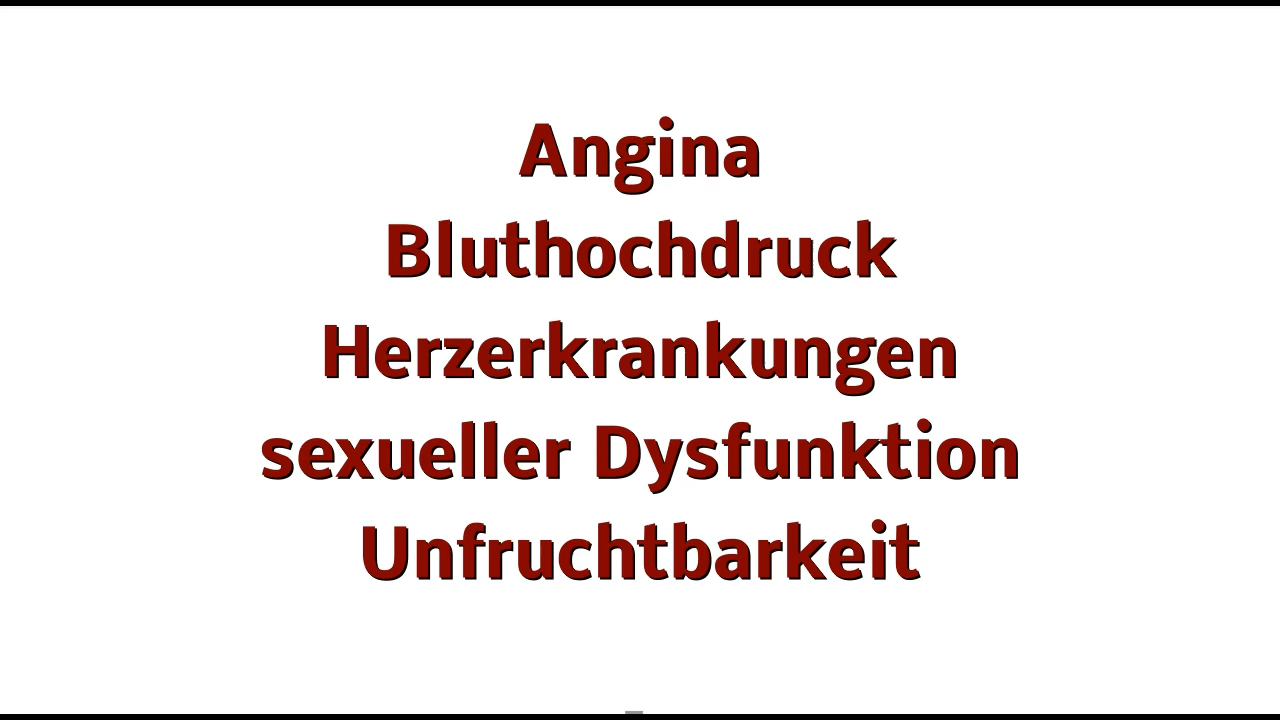 Angina
Bluthochdruck
Herzerkrankungen
sexueller Dysfunktion
Unfruchtbarkeit